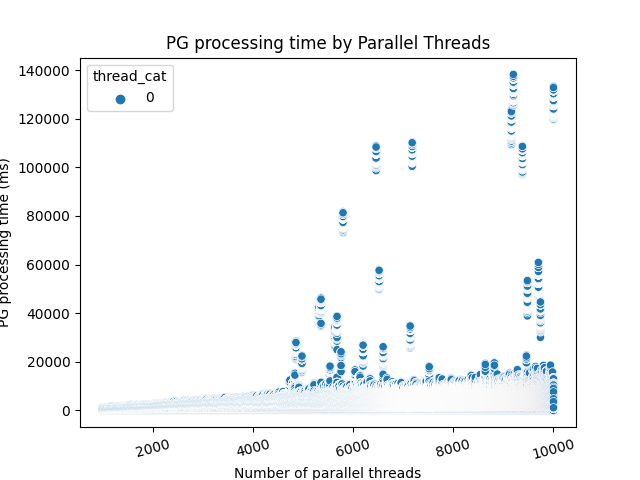 PG processing time by Parallel Threads
thread_cat
0
140000
120000
100000
80000
60000
40000
20000
0
PG processing time (ms)
2000 4000 6000 8000 10000
Number of parallel threads